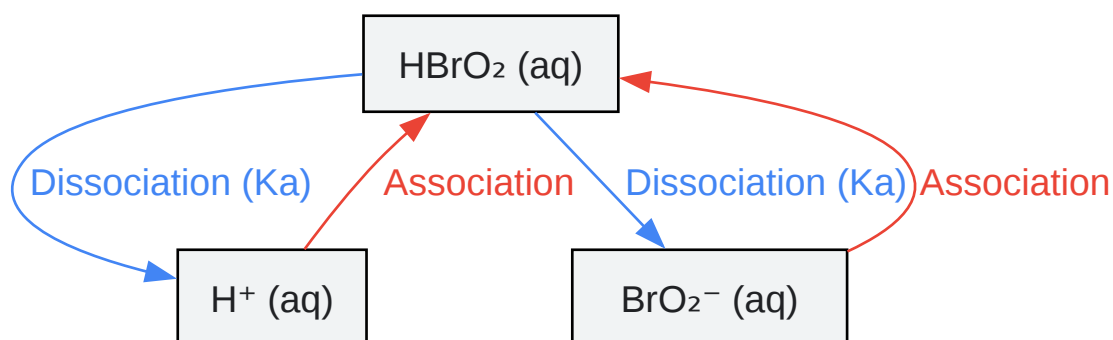 HBrO₂ (aq)
Dissociation (Ka)
Association
Dissociation (Ka)
Association
H⁺ (aq)
BrO₂⁻ (aq)